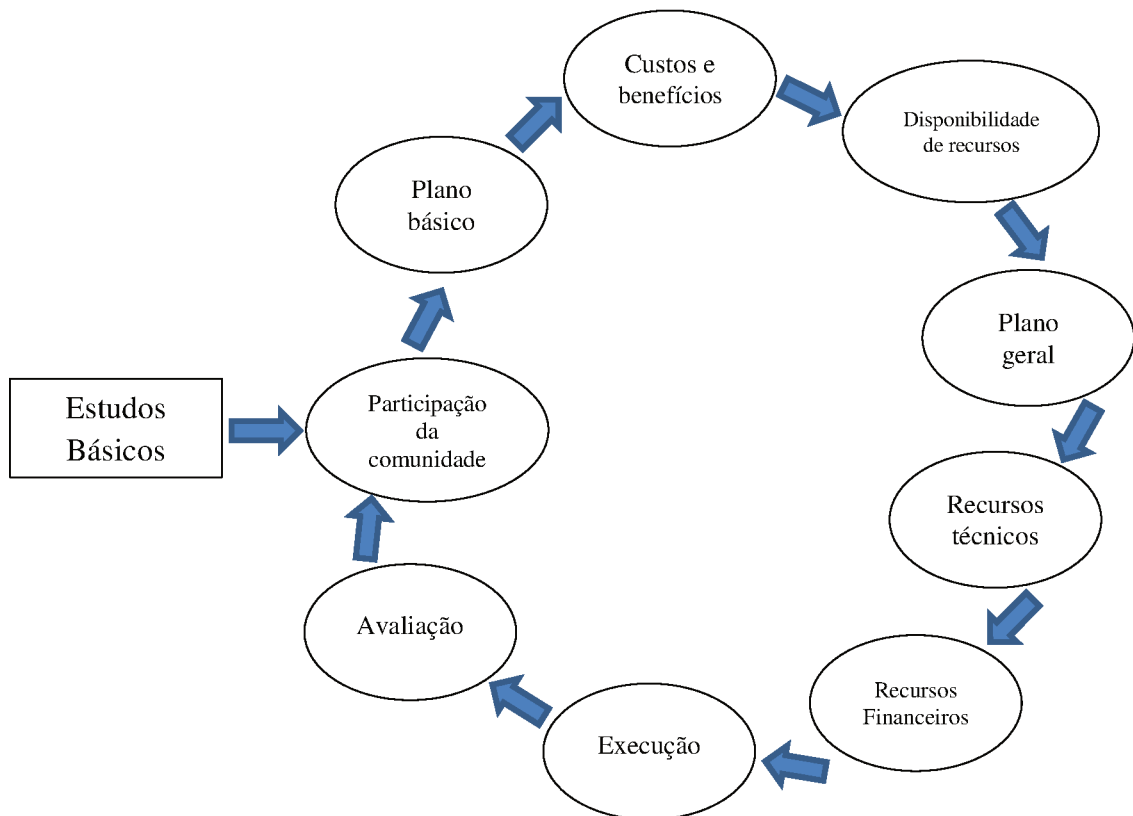 Custos e
benefícios
Disponibilidade
de recursos
Plano
básico
Plano
geral
Estudos
Básicos
Participação
da
comunidade
Recursos
técnicos
Avaliação
Recursos
Financeiros
Execução